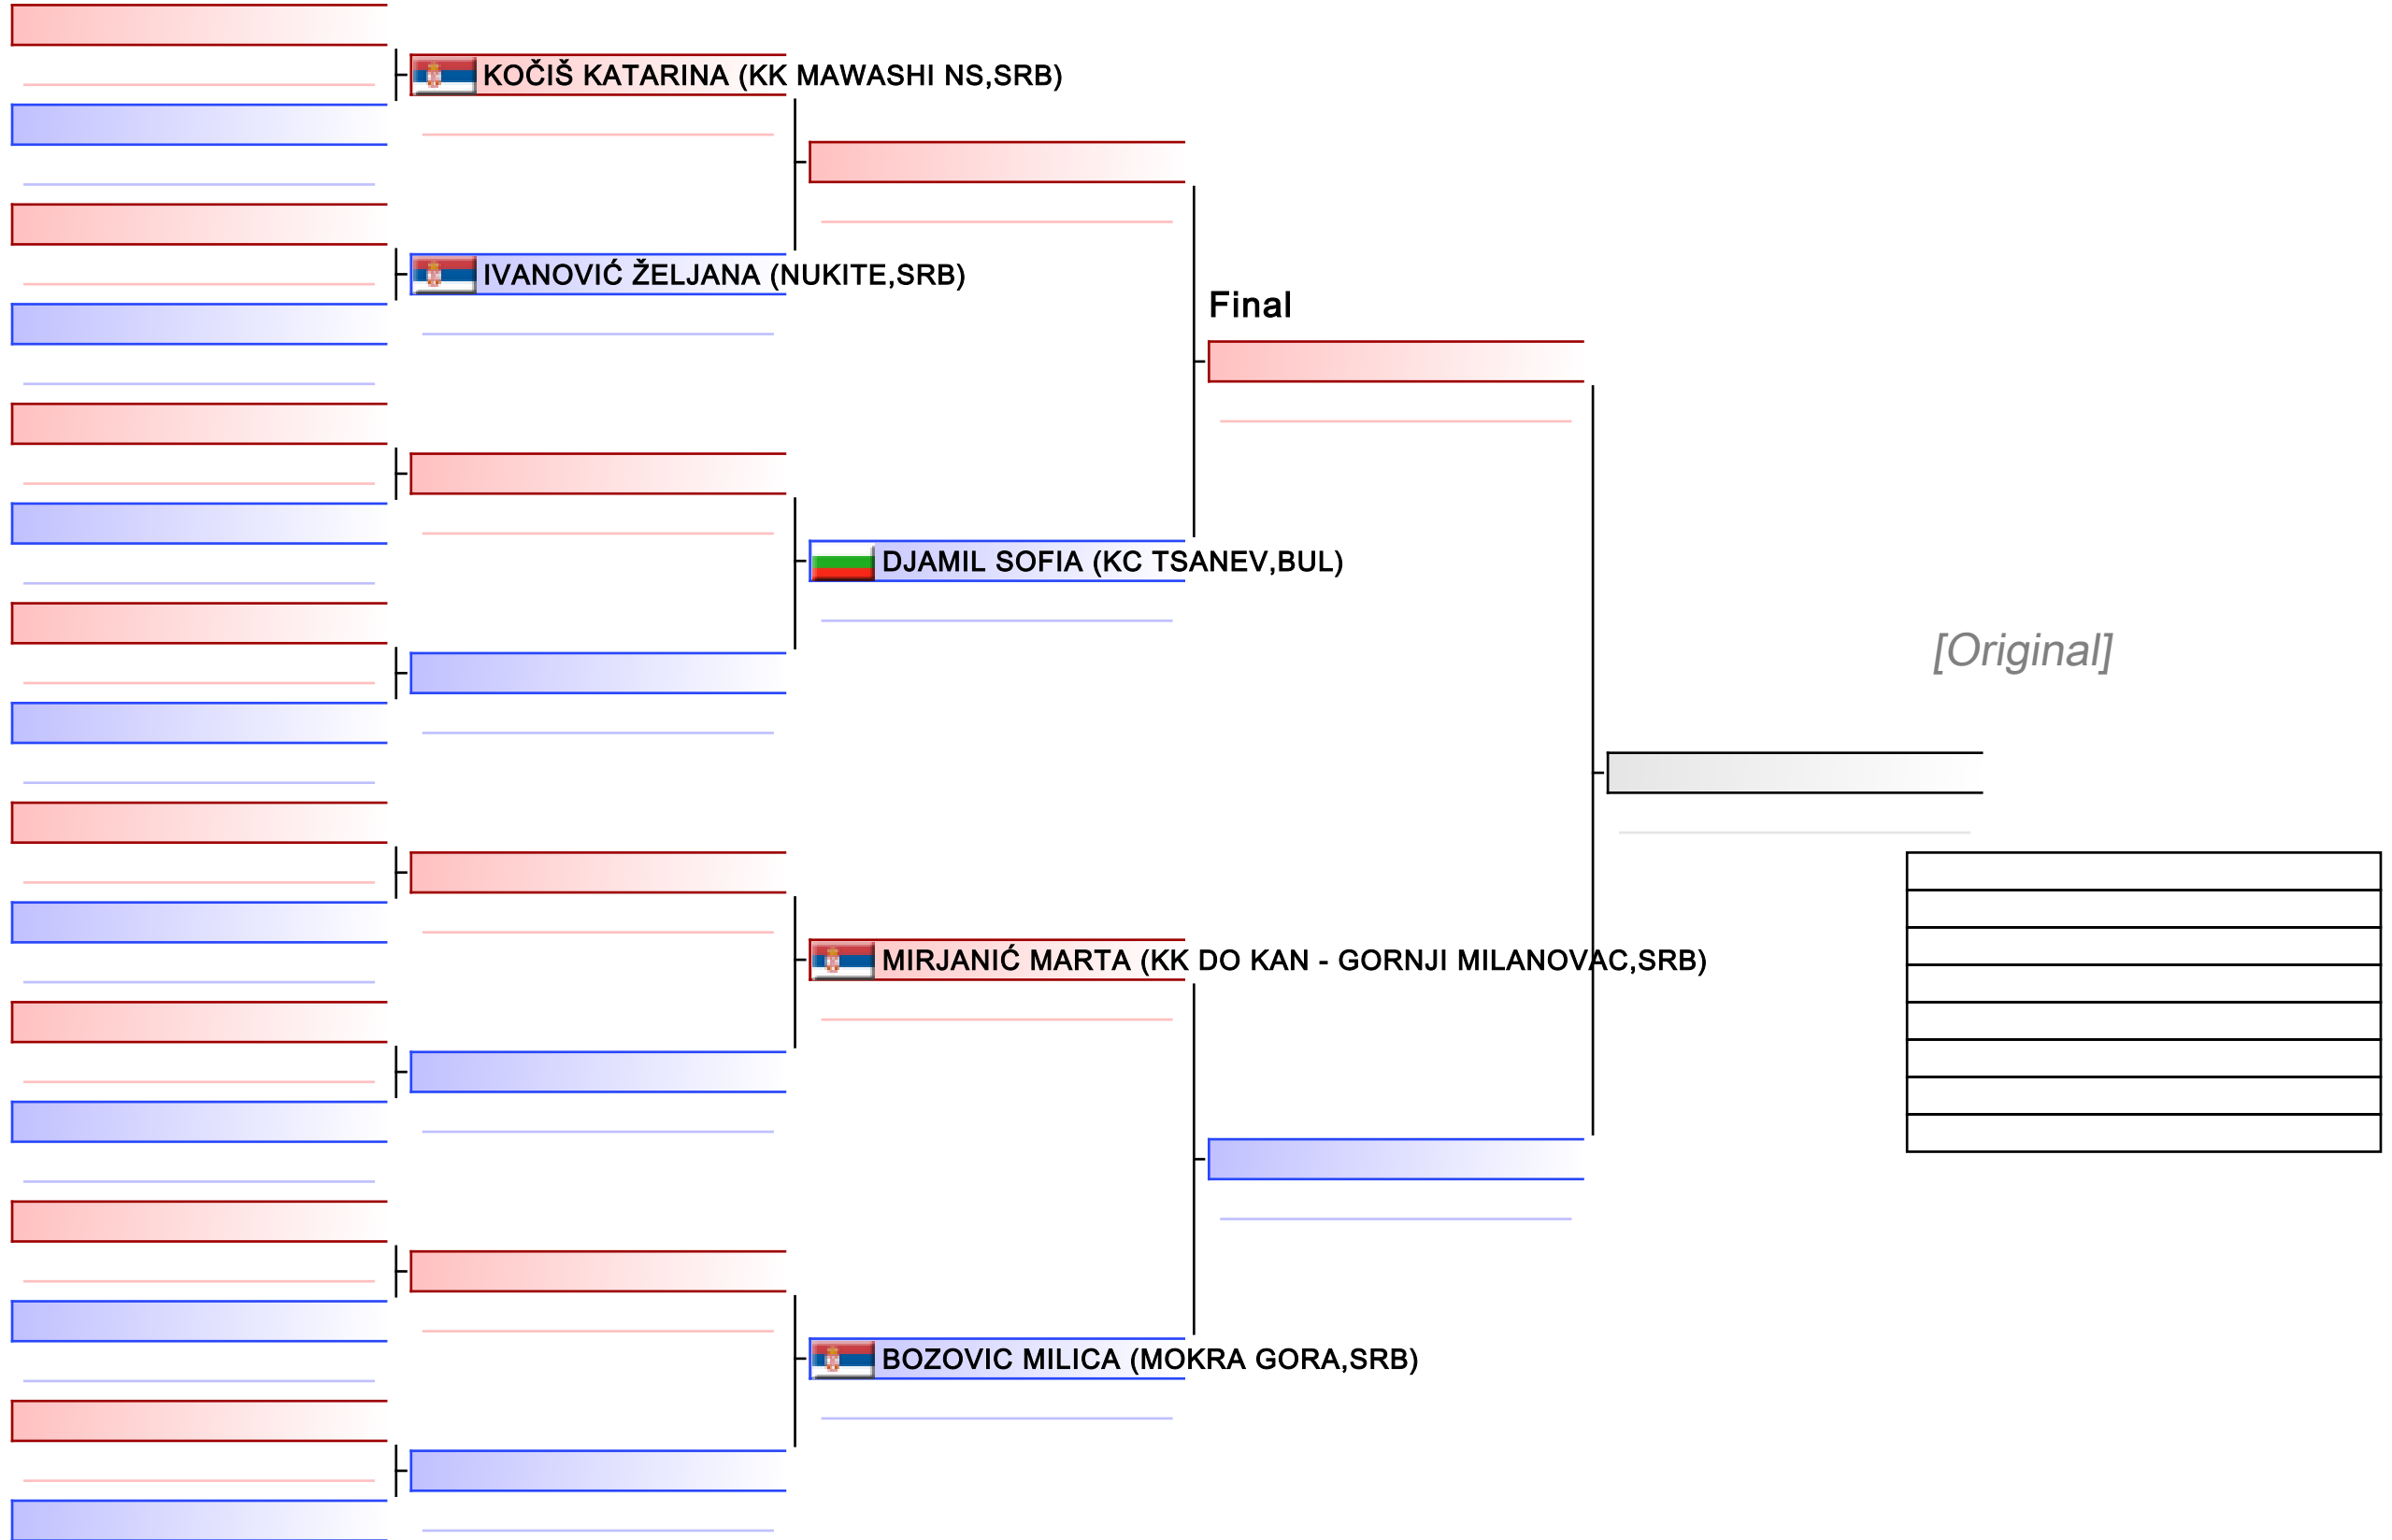 KOČIŠ KATARINA (KK MAWASHI NS,SRB)
IVANOVIĆ ŽELJANA (NUKITE,SRB)
Final
DJAMIL SOFIA (KC TSANEV,BUL)
[Original]
MIRJANIĆ MARTA (KK DO KAN - GORNJI MILANOVAC,SRB)
BOZOVIC MILICA (MOKRA GORA,SRB)